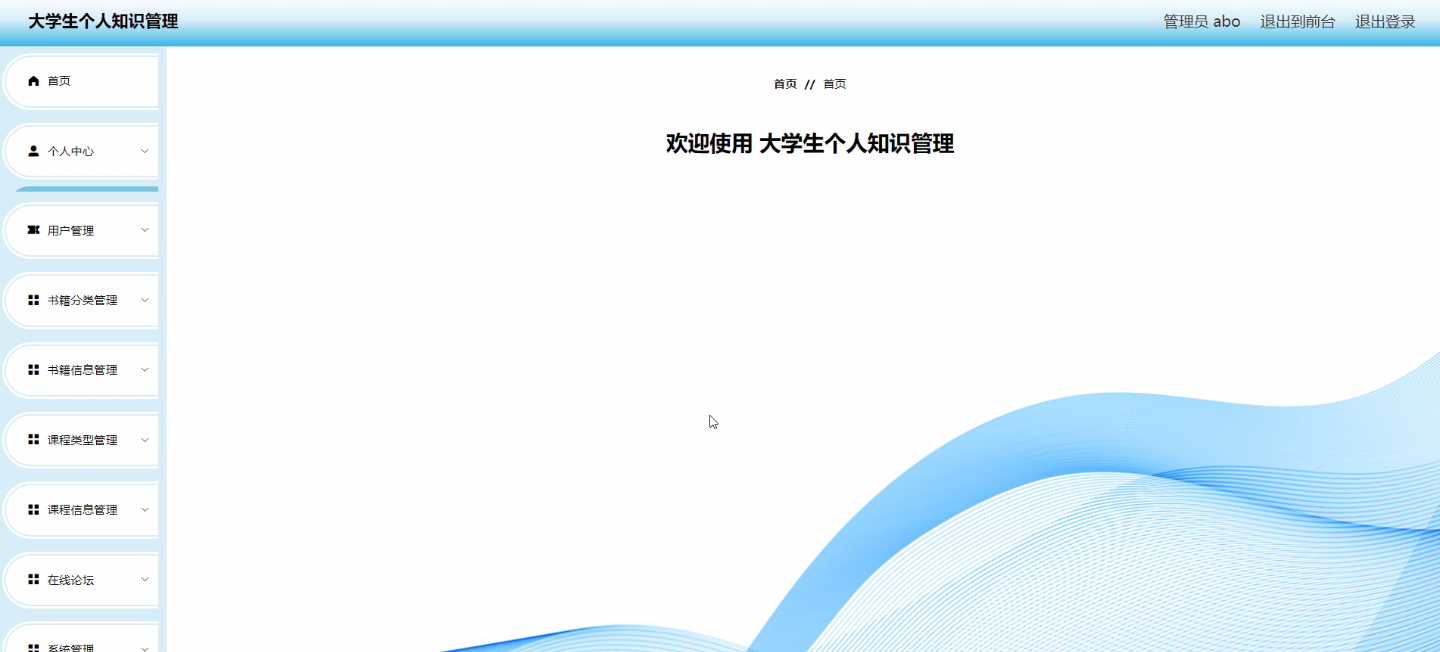 大学生个人知识管理
管理员 abo 退出到前台 退出登录
首页
个人中心
用户管理
书籍分类管理
书籍信息管理
课程类型管理
课程信息管理
在线论坛
系统管理
首页 // 首页
欢迎使用 大学生个人知识管理